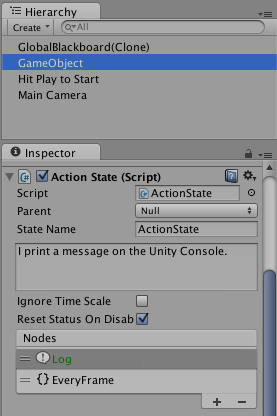 Hierarchy
Create All
GlobalBlackboard(Clone)
GameObject
Hit Play to Start
Main Camera
Inspector
Action State (Script)
Script ActionState
Parent Null
State Name ActionState
I print a message on the Unity Console.
Ignore Time Scale
Reset Status On Disab
Nodes
Log
{} EveryFrame
+ −